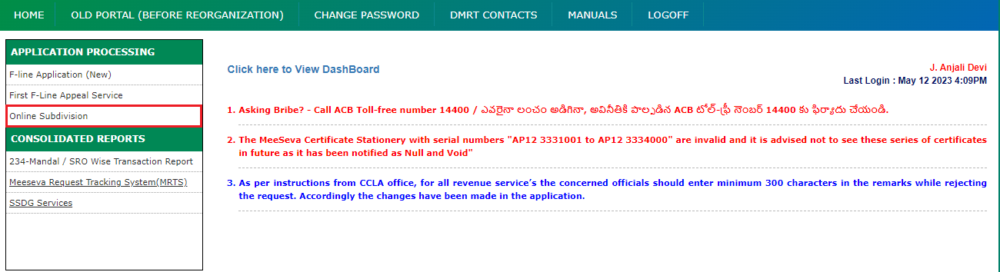 HOME OLD PORTAL (BEFORE REORGANIZATION) CHANGE PASSWORD DMRT CONTACTS MANUALS LOGOFF
APPLICATION PROCESSING
F-line Application (New)
First F-Line Appeal Service
Online Subdivision
CONSOLIDATED REPORTS
234-Mandal / SRO Wise Transaction Report
Meeseva Request Tracking System(MRTS)
SSDG Services
Click here to View DashBoard
J. Anjali Devi
Last Login : May 12 2023 4:09PM
1. Asking Bribe? - Call ACB Toll-free number 14400 / ఎవరైనా లంచం అడిగినా, అవినీతికి పాల్పడిన ACB టోల్-ఫ్రీ నెంబర్ 14400 కు ఫిర్యాదు చేయండి.
2. The MeeSeva Certificate Stationery with serial numbers "AP12 3331001 to AP12 3334000" are invalid and it is advised not to see these series of certificates
in future as it has been notified as Null and Void"
3. As per instructions from CCLA office, for all revenue service’s the concerned officials should enter minimum 300 characters in the remarks while rejecting
the request. Accordingly the changes have been made in the application.